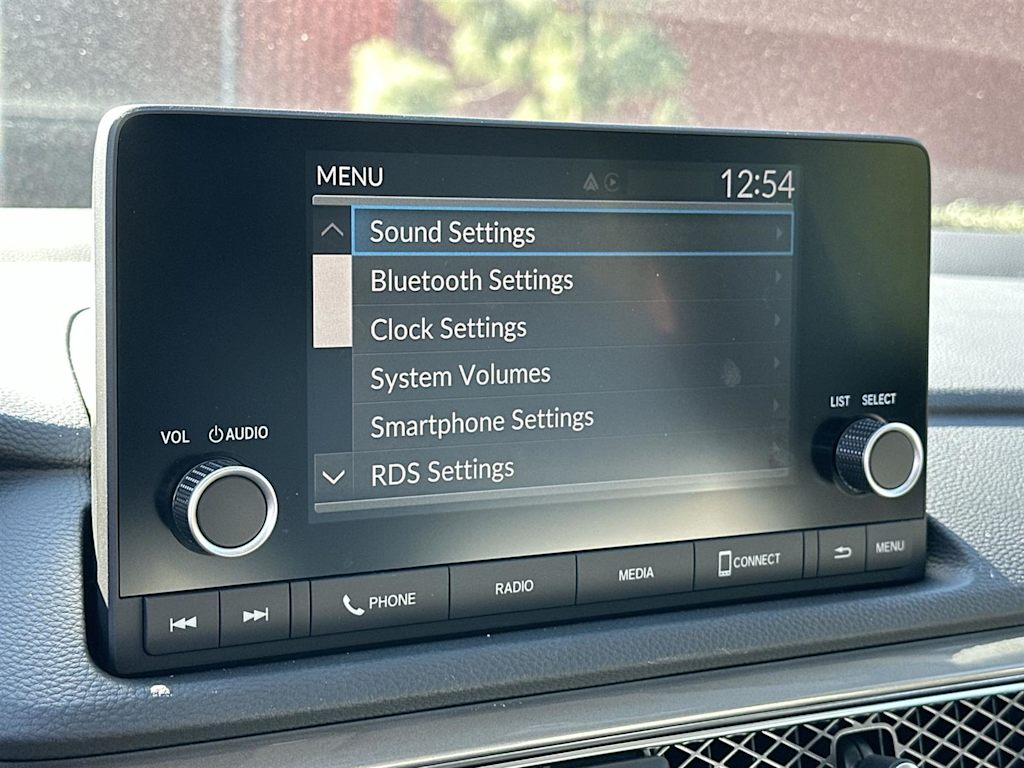 MENU 12:54
Sound Settings
Bluetooth Settings
Clock Settings
System Volumes
Smartphone Settings
RDS Settings
VOL AUDIO
LIST SELECT
PHONE RADIO MEDIA CONNECT MENU